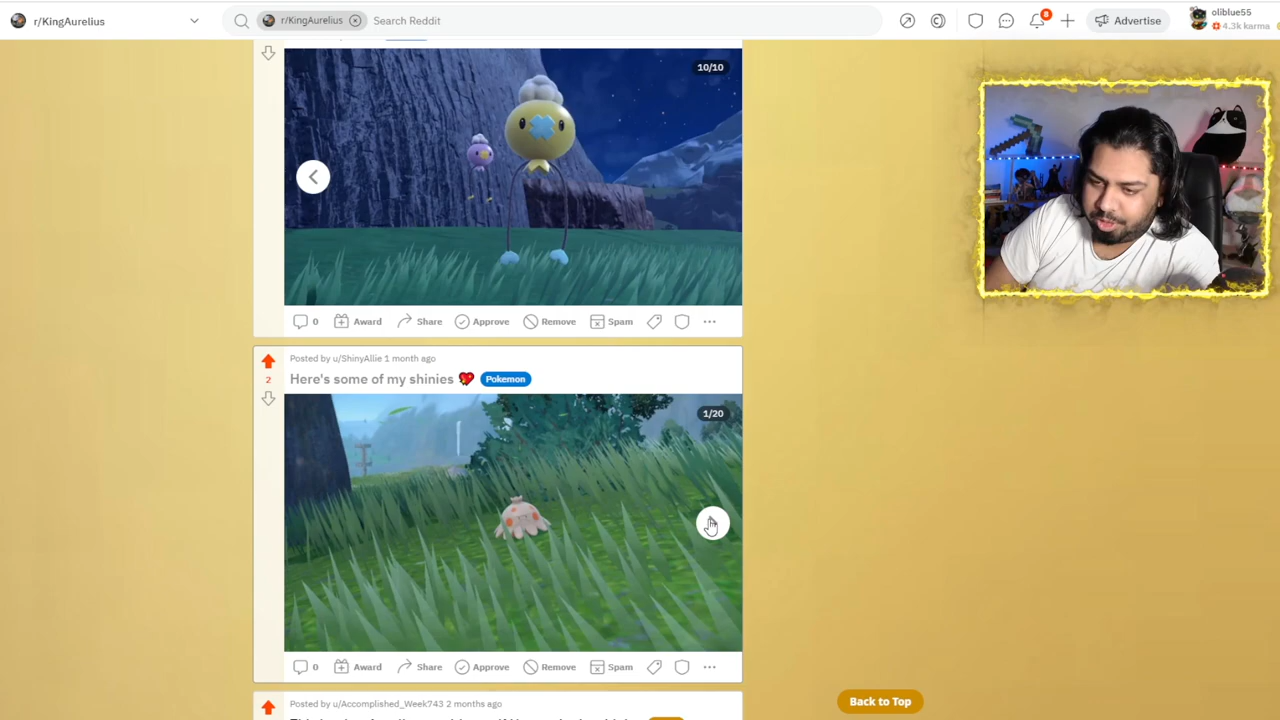 r/KingAurelius
r/KingAurelius
Search Reddit
8
Advertise
oliblue55
4.3k karma
10/10
0
Award
Share
Approve
Remove
Spam
Posted by u/ShinyAllie 1 month ago
2
Here's some of my shinies
Pokemon
1/20
0
Award
Share
Approve
Remove
Spam
Posted by u/Accomplished_Week743 2 months ago
Back to Top